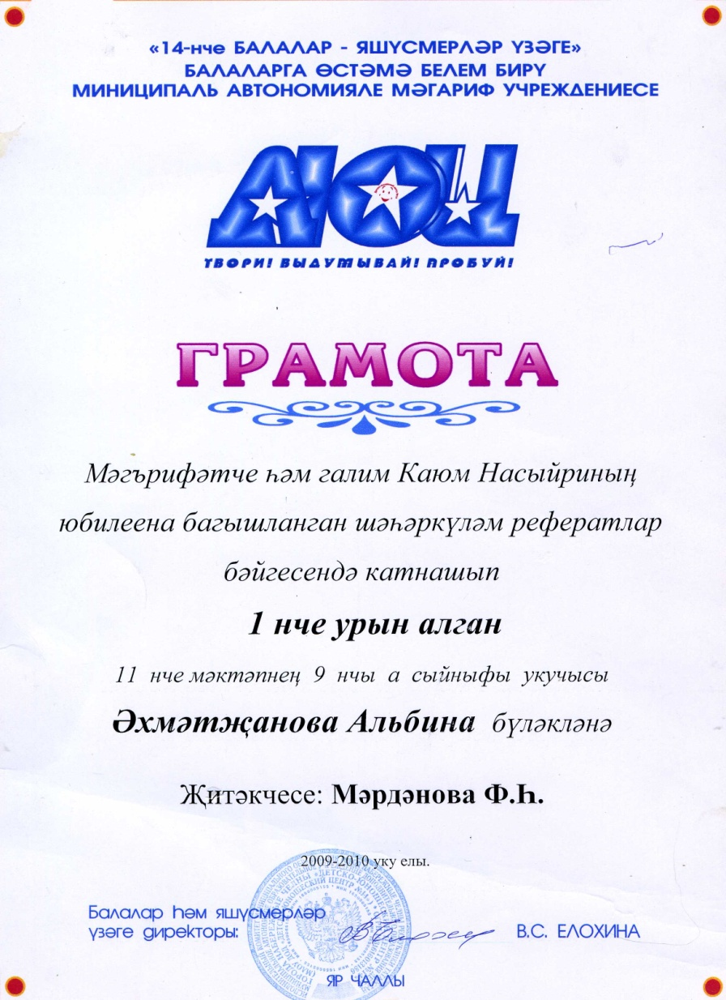 «14-нче БАЛАЛАР - ЯШҮСМЕРЛӘР ҮЗӘГЕ»
БАЛАЛАРГА ӨСТӘМӘ БЕЛЕМ БИРҮ
МИНИЦИПАЛЬ АВТОНОМИЯЛЕ МӘГАРИФ УЧРЕЖДЕНИЕСЕ
ДЮЦ
ТВОРИ! ВЫДУМЫВАЙ! ПРОБУЙ!
ГРАМОТА
Мәгърифәтче һәм галим Каюм Насыйриның
юбилеена багышланган шәһәркүләм рефератлар
бәйгесендә катнашып
1 нче урын алган
11 нче мәктәпнең 9 нчы а сыйныфы укучысы
Әхмәтҗанова Альбина бүләкләнә
Җитәкчесе: Мәрдәнова Ф.Һ.
2009-2010 уку елы.
Балалар һәм яшүсмерләр
үзәге директоры: В.С. ЕЛОХИНА
ЯР ЧАЛЛЫ